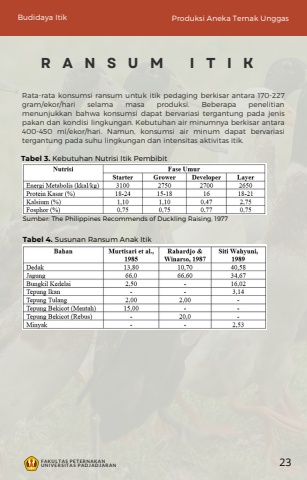 Budidaya Itik
Produksi Aneka Ternak Unggas
RANSUM ITIK
Rata-rata konsumsi ransum untuk itik pedaging berkisar antara 170-227
gram/ekor/hari selama masa produksi. Beberapa penelitian
menunjukkan bahwa konsumsi dapat bervariasi tergantung pada jenis
pakan dan kondisi lingkungan. Kebutuhan air minumnya berkisar antara
400-450 ml/ekor/hari. Namun, konsumsi air minum dapat bervariasi
tergantung pada suhu lingkungan dan intensitas aktivitas itik.
Tabel 3. Kebutuhan Nutrisi Itik Pembibit
Nutrisi Fase Umur
Starter Grower Developer Layer
Energi Metabolis (kkal/kg) 3100 2750 2700 2650
Protein Kasar (%) 18-24 15-18 16 18-21
Kalsium (%) 1,10 1,10 0,47 2,75
Fosphor (%) 0,75 0,75 0,77 0,75
Sumber: The Philippines Recommends of Duckling Raising, 1977
Tabel 4. Susunan Ransum Anak Itik
Bahan Murtisari et al., 1985 Rahardjo & Winarso, 1987 Siti Wahyuni, 1989
Dedak 13,80 10,70 40,58
Jagung 66,0 66,60 34,67
Bungkil Kedelai 2,50 - 16,02
Tepung Ikan - - 3,14
Tepung Tulang 2,00 2,00 -
Tepung Bekicot (Mentah) 15,00 - -
Tepung Bekicot (Rebus) - 20,0 -
Minyak - - 2,53
FAKULTAS PETERNAKAN
UNIVERSITAS PADJADJARAN
23